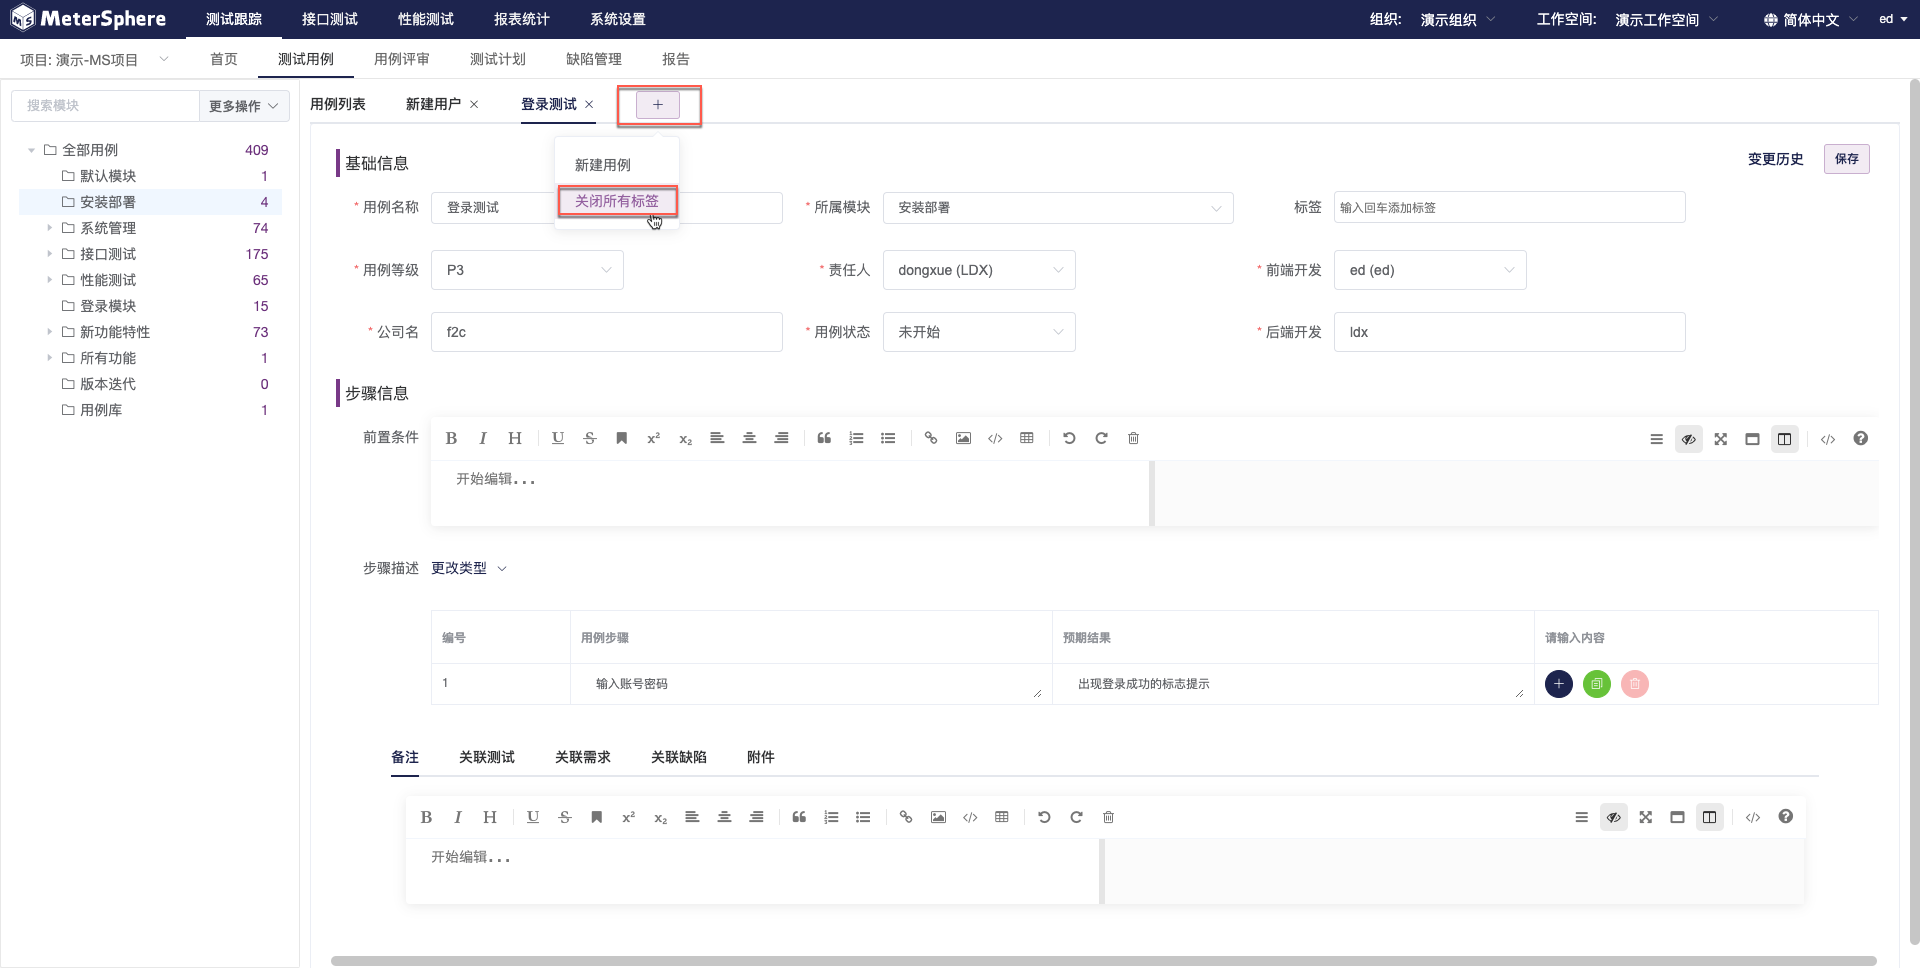 MeterSphere 测试跟踪 接口测试 性能测试 报表统计 系统设置 组织: 演示组织 工作空间: 演示工作空间 简体中文 ed
项目: 演示-MS项目 首页 测试用例 用例评审 测试计划 缺陷管理 报告
搜索模块 更多操作
全部用例 409
默认模块 1
安装部署 4
系统管理 74
接口测试 175
性能测试 65
登录模块 15
新功能特性 73
所有功能 1
版本迭代 0
用例库 1
用例列表 新建用户 × 登录测试 × +
新建用例
关闭所有标签
基础信息 变更历史 保存
* 用例名称 登录测试 * 所属模块 安装部署 标签 输入回车添加标签
* 用例等级 P3 * 责任人 dongxue (LDX) * 前端开发 ed (ed)
* 公司名 f2c * 用例状态 未开始 * 后端开发 ldx
步骤信息
前置条件 B I H U S x² x₂
开始编辑...
步骤描述 更改类型
编号 用例步骤 预期结果 请输入内容
1 输入账号密码 出现登录成功的标志提示
备注 关联测试 关联需求 关联缺陷 附件
B I H U S x² x₂
开始编辑...